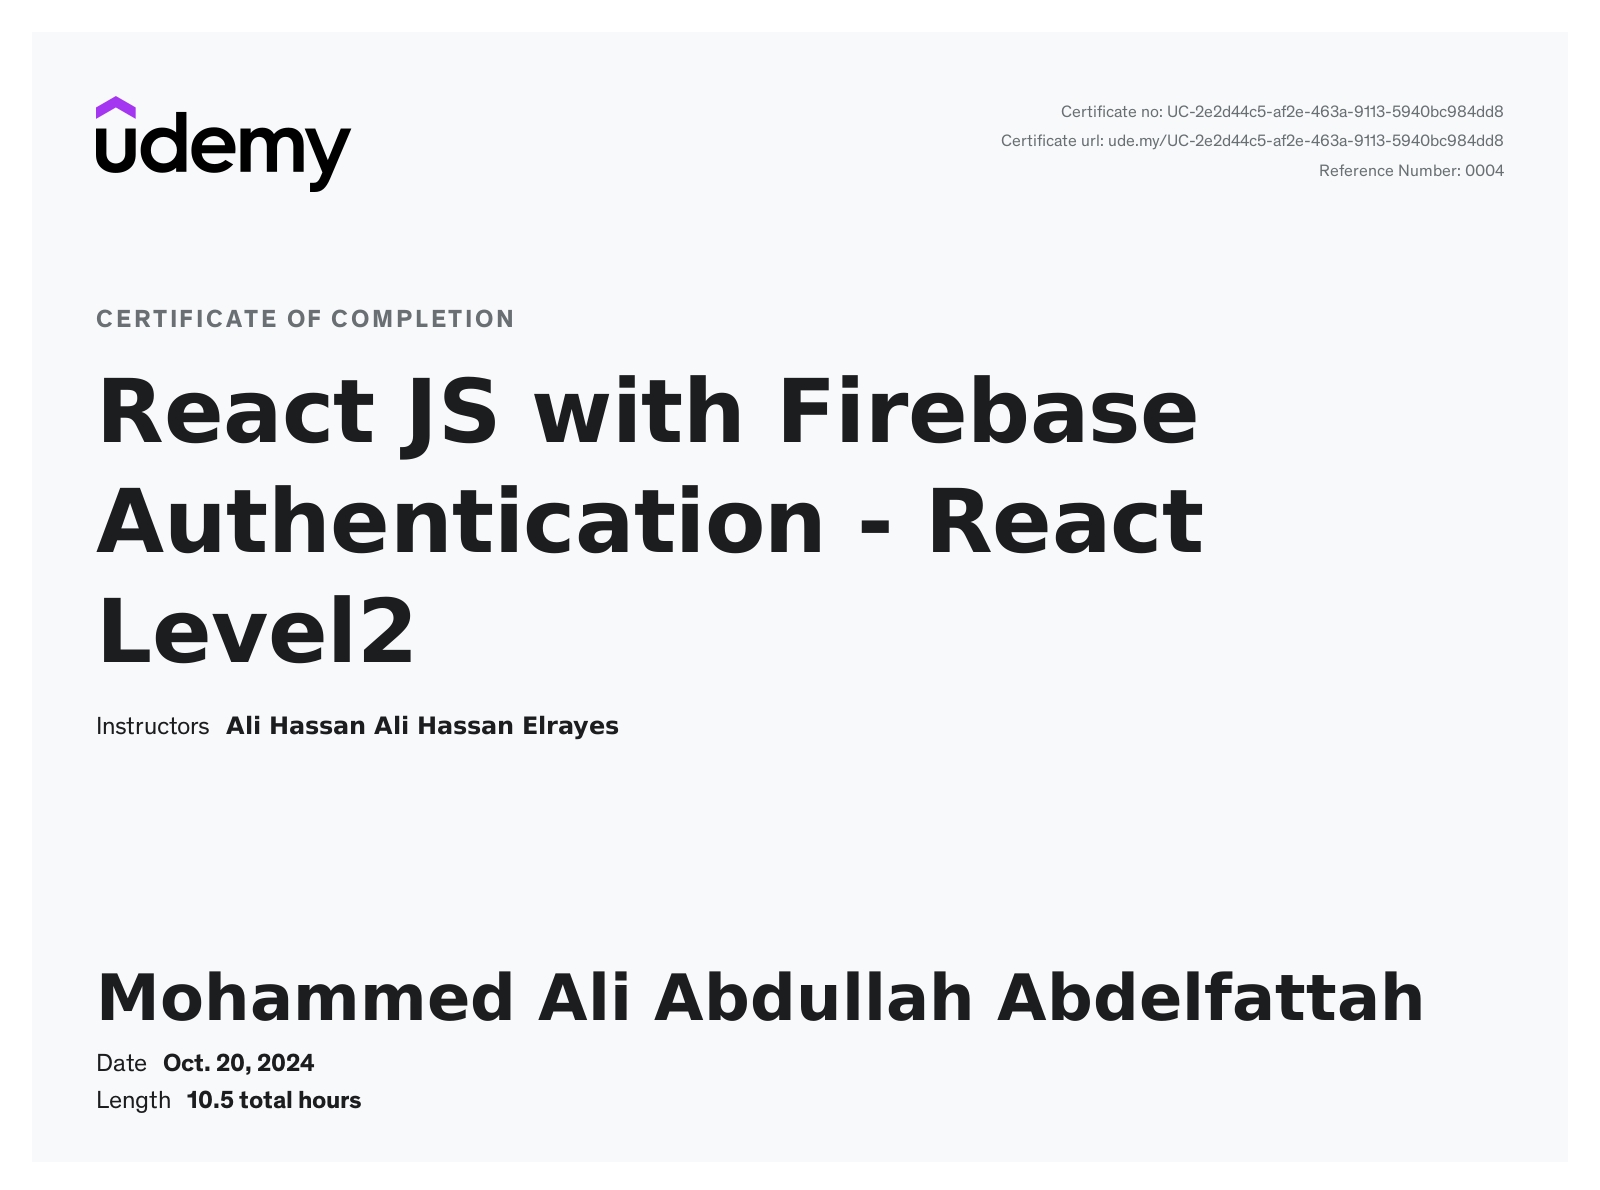 udemy
Certificate no: UC-2e2d44c5-af2e-463a-9113-5940bc984dd8
Certificate url: ude.my/UC-2e2d44c5-af2e-463a-9113-5940bc984dd8
Reference Number: 0004
CERTIFICATE OF COMPLETION
React JS with Firebase
Authentication - React
Level2
Instructors Ali Hassan Ali Hassan Elrayes
Mohammed Ali Abdullah Abdelfattah
Date Oct. 20, 2024
Length 10.5 total hours